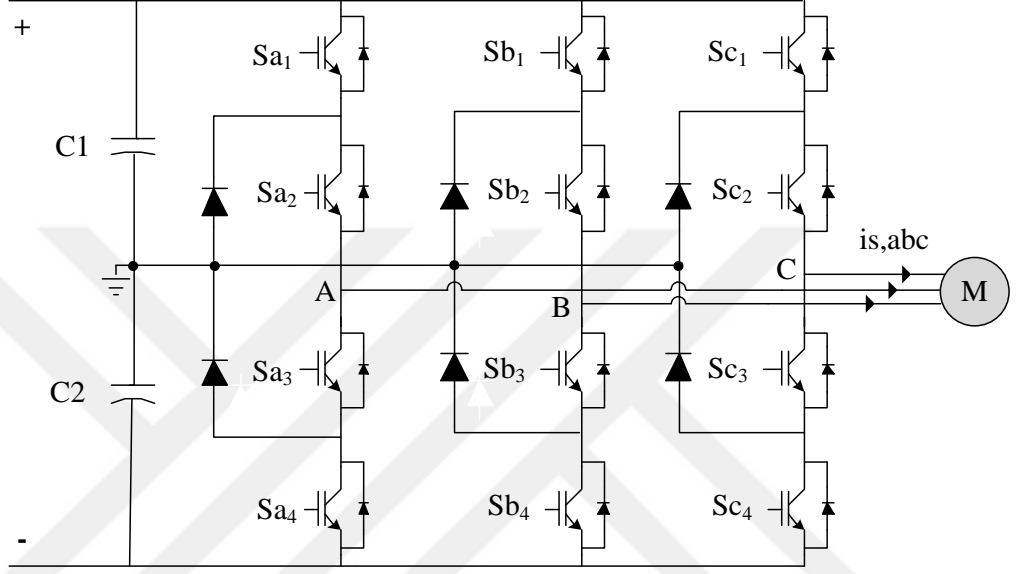 +
Sa₁
Sb₁
Sc₁
C1
Sa₂
Sb₂
Sc₂
is,abc
A
B
C
M
Sa₃
Sb₃
Sc₃
C2
Sa₄
Sb₄
Sc₄
-